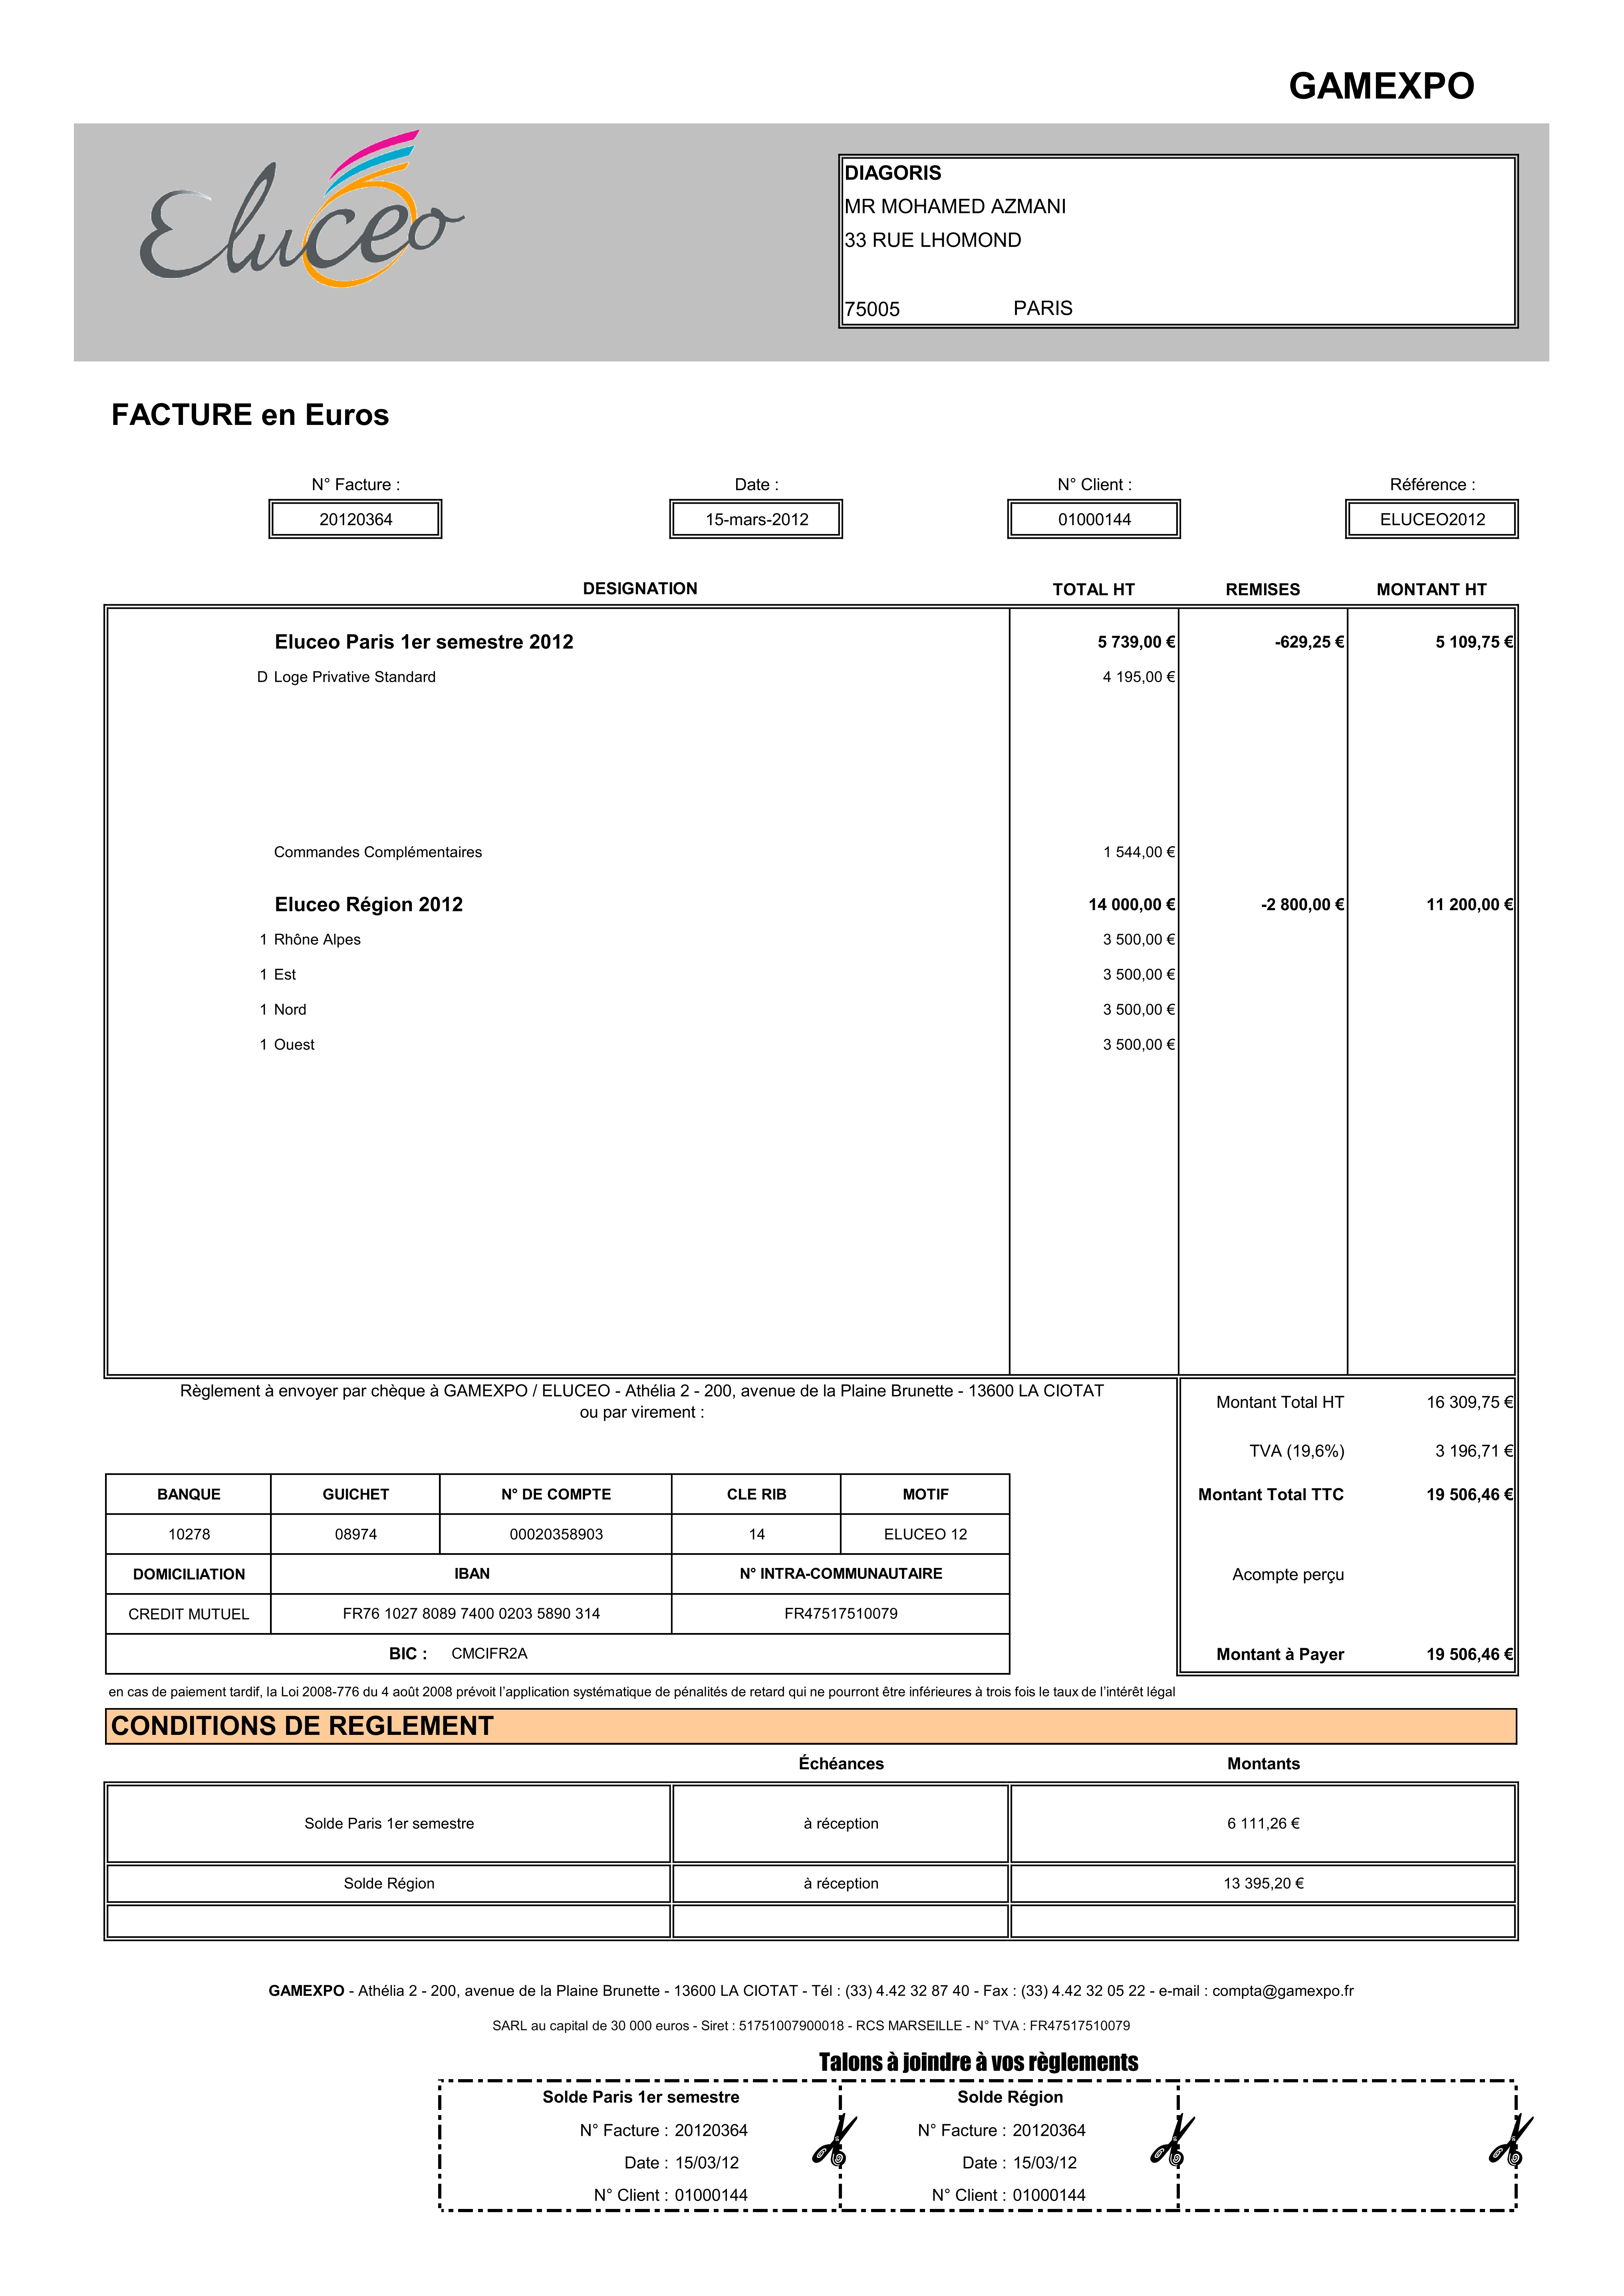 GAMEXPO
Eluceo
DIAGORIS
MR MOHAMED AZMANI
33 RUE LHOMOND
75005 PARIS
FACTURE en Euros
N° Facture : Date : N° Client : Référence :
20120364 15-mars-2012 01000144 ELUCEO2012
DESIGNATION TOTAL HT REMISES MONTANT HT
Eluceo Paris 1er semestre 2012 5 739,00 € -629,25 € 5 109,75 €
D Loge Privative Standard 4 195,00 €
Commandes Complémentaires 1 544,00 €
Eluceo Région 2012 14 000,00 € -2 800,00 € 11 200,00 €
1 Rhône Alpes 3 500,00 €
1 Est 3 500,00 €
1 Nord 3 500,00 €
1 Ouest 3 500,00 €
Règlement à envoyer par chèque à GAMEXPO / ELUCEO - Athélia 2 - 200, avenue de la Plaine Brunette - 13600 LA CIOTAT
ou par virement :
Montant Total HT 16 309,75 €
TVA (19,6%) 3 196,71 €
Montant Total TTC 19 506,46 €
Acompte perçu
Montant à Payer 19 506,46 €
BANQUE GUICHET N° DE COMPTE CLE RIB MOTIF
10278 08974 00020358903 14 ELUCEO 12
DOMICILIATION IBAN N° INTRA-COMMUNAUTAIRE
CREDIT MUTUEL FR76 1027 8089 7400 0203 5890 314 FR47517510079
BIC : CMCIFR2A
en cas de paiement tardif, la Loi 2008-776 du 4 août 2008 prévoit l'application systématique de pénalités de retard qui ne pourront être inférieures à trois fois le taux de l'intérêt légal
CONDITIONS DE REGLEMENT
Échéances Montants
Solde Paris 1er semestre à réception 6 111,26 €
Solde Région à réception 13 395,20 €
GAMEXPO - Athélia 2 - 200, avenue de la Plaine Brunette - 13600 LA CIOTAT - Tél : (33) 4.42 32 87 40 - Fax : (33) 4.42 32 05 22 - e-mail : compta@gamexpo.fr
SARL au capital de 30 000 euros - Siret : 51751007900018 - RCS MARSEILLE - N° TVA : FR47517510079
Talons à joindre à vos règlements
Solde Paris 1er semestre Solde Région
N° Facture : 20120364 N° Facture : 20120364
Date : 15/03/12 Date : 15/03/12
N° Client : 01000144 N° Client : 01000144